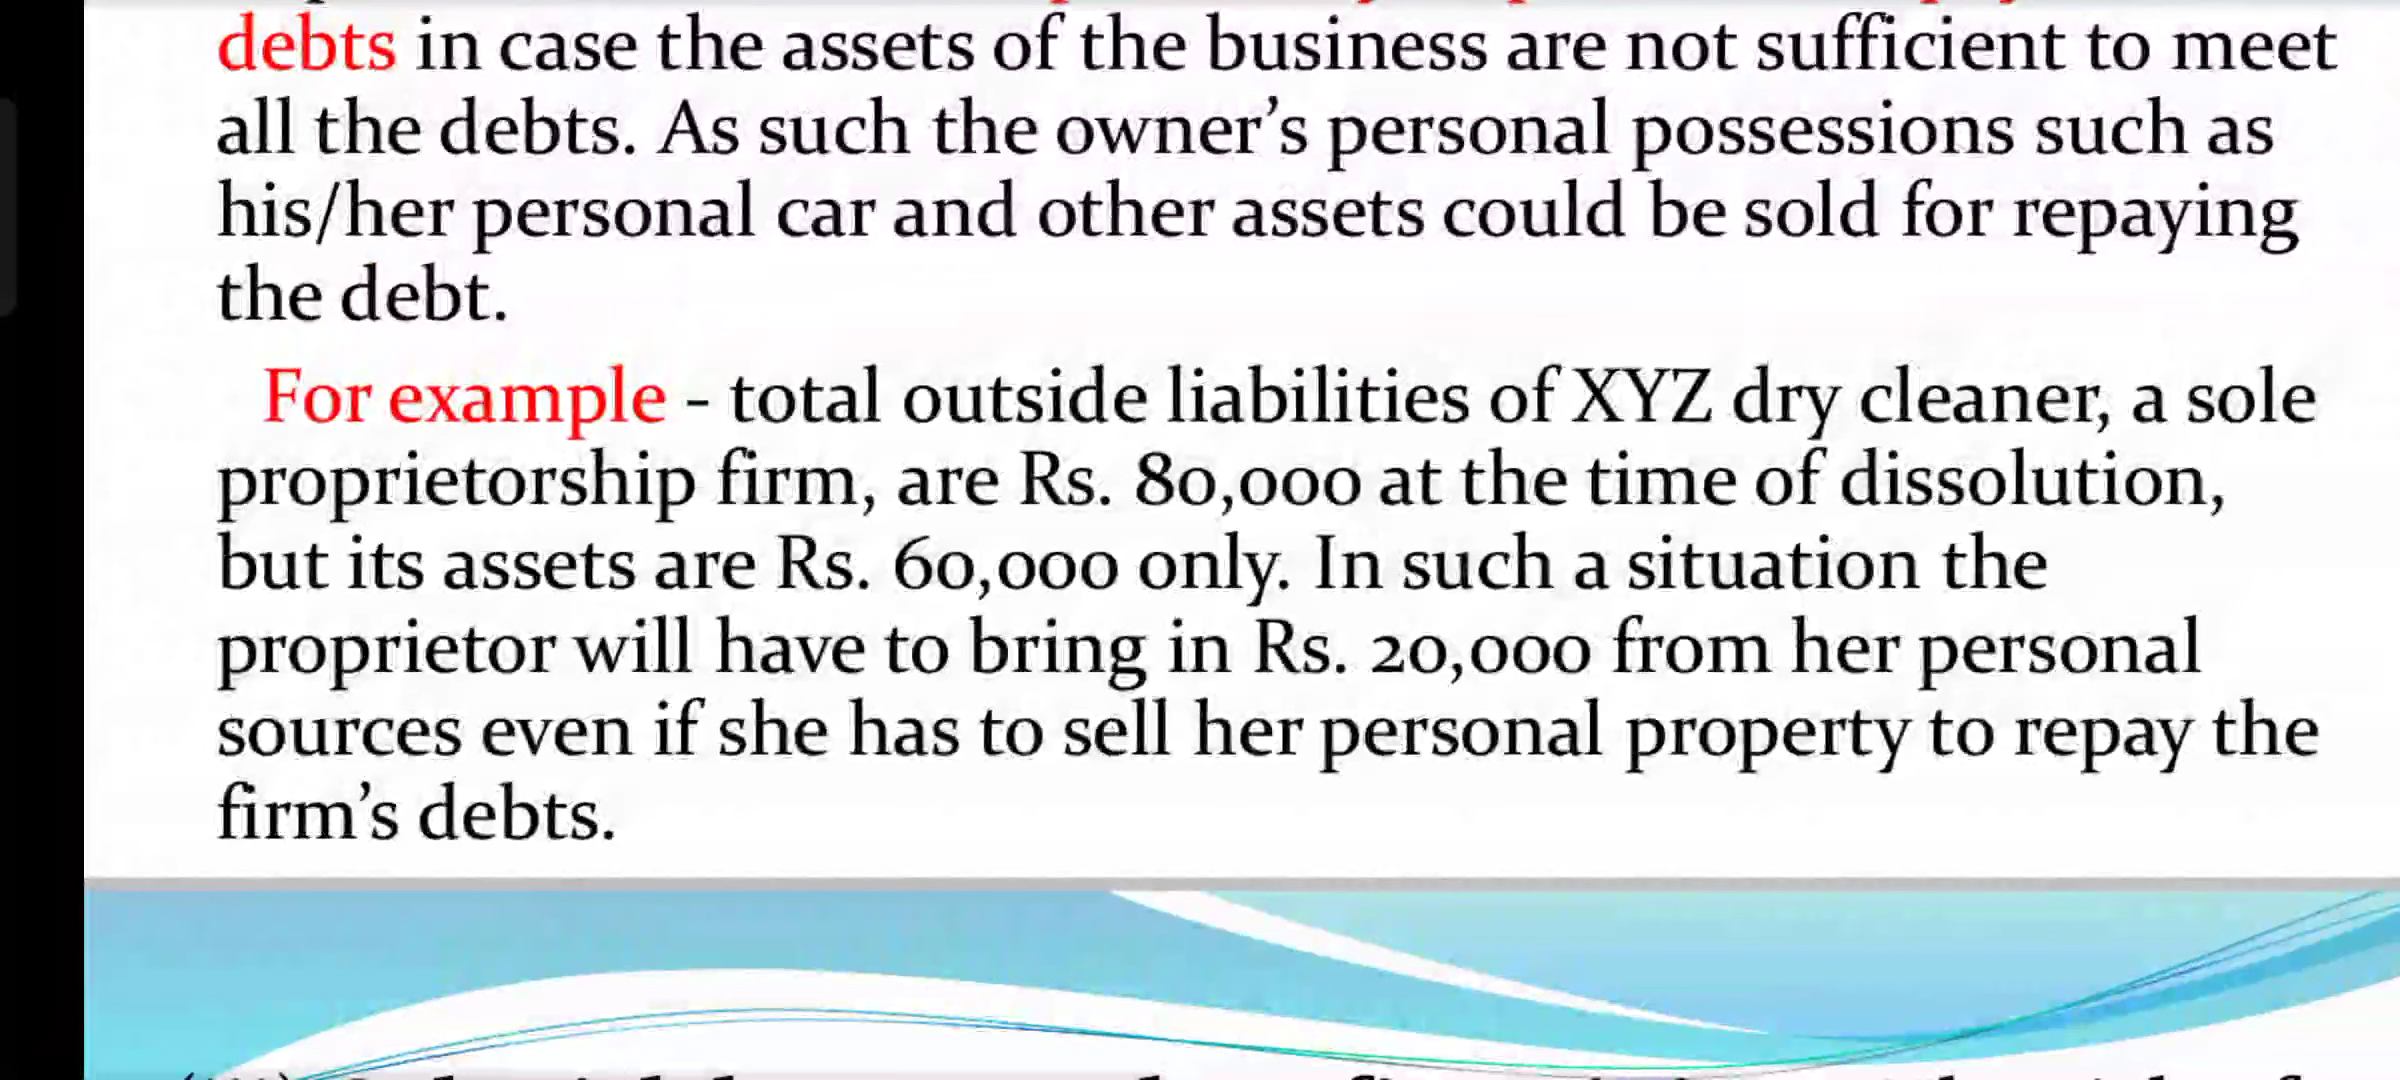 debts in case the assets of the business are not sufficient to meet
all the debts. As such the owner’s personal possessions such as
his/her personal car and other assets could be sold for repaying
the debt.
For example - total outside liabilities of XYZ dry cleaner, a sole
proprietorship firm, are Rs. 80,000 at the time of dissolution,
but its assets are Rs. 60,000 only. In such a situation the
proprietor will have to bring in Rs. 20,000 from her personal
sources even if she has to sell her personal property to repay the
firm’s debts.